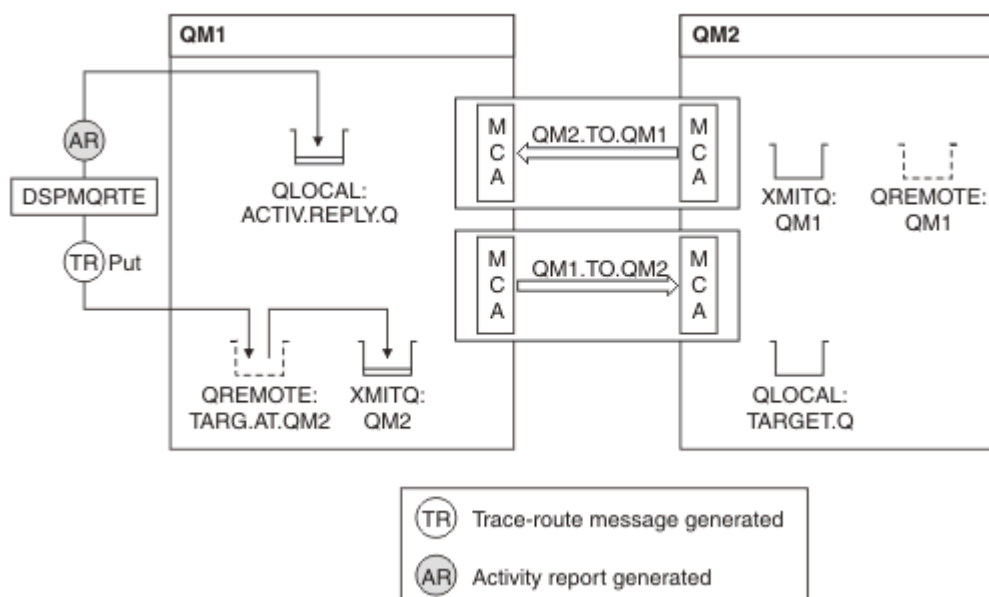 QM1
QM2
AR
DSPMQRTE
TR Put
QLOCAL:
ACTIV.REPLY.Q
QREMOTE:
TARG.AT.QM2
XMITQ:
QM2
M
C
A
QM2.TO.QM1
M
C
A
M
C
A
QM1.TO.QM2
M
C
A
XMITQ:
QM1
QREMOTE:
QM1
QLOCAL:
TARGET.Q
TR Trace-route message generated
AR Activity report generated